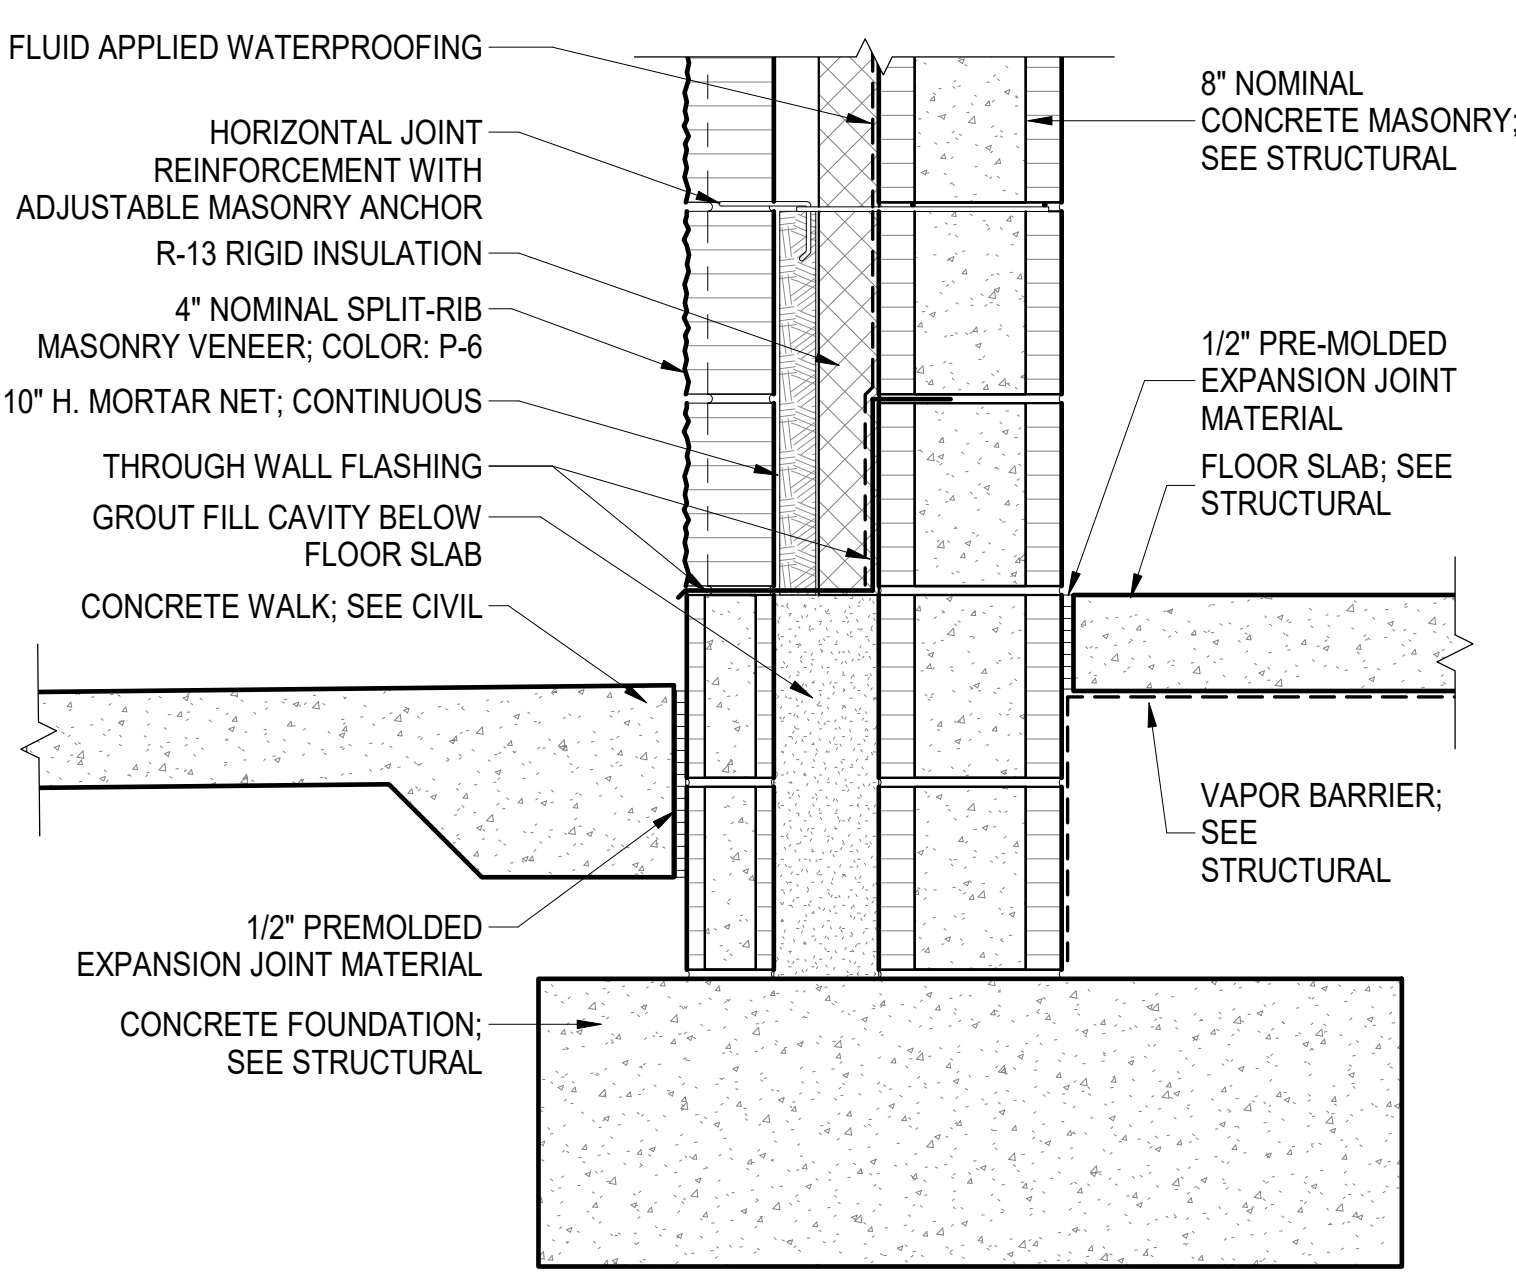 FLUID APPLIED WATERPROOFING
HORIZONTAL JOINT
REINFORCEMENT WITH
ADJUSTABLE MASONRY ANCHOR
R-13 RIGID INSULATION
4" NOMINAL SPLIT-RIB
MASONRY VENEER; COLOR: P-6
10" H. MORTAR NET; CONTINUOUS
THROUGH WALL FLASHING
GROUT FILL CAVITY BELOW
FLOOR SLAB
CONCRETE WALK; SEE CIVIL
1/2" PREMOLDED
EXPANSION JOINT MATERIAL
CONCRETE FOUNDATION;
SEE STRUCTURAL
8" NOMINAL
CONCRETE MASONRY;
SEE STRUCTURAL
1/2" PRE-MOLDED
EXPANSION JOINT
MATERIAL
FLOOR SLAB; SEE
STRUCTURAL
VAPOR BARRIER;
SEE
STRUCTURAL